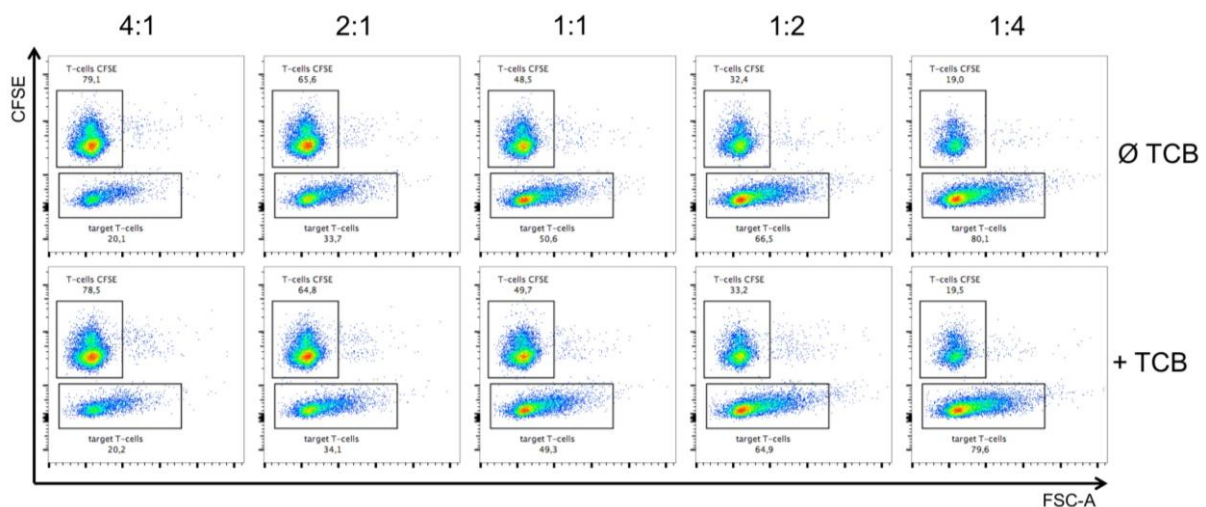 4:1 2:1 1:1 1:2 1:4
CFSE
T-cells CFSE T-cells CFSE T-cells CFSE T-cells CFSE T-cells CFSE
79,1 65,6 48,5 32,4 19,0
Ø TCB
target T-cells target T-cells target T-cells target T-cells target T-cells
20,1 33,7 50,6 66,5 80,1
T-cells CFSE T-cells CFSE T-cells CFSE T-cells CFSE T-cells CFSE
78,5 64,8 49,7 33,2 19,5
+ TCB
target T-cells target T-cells target T-cells target T-cells target T-cells
20,2 34,1 49,3 64,9 79,6
FSC-A